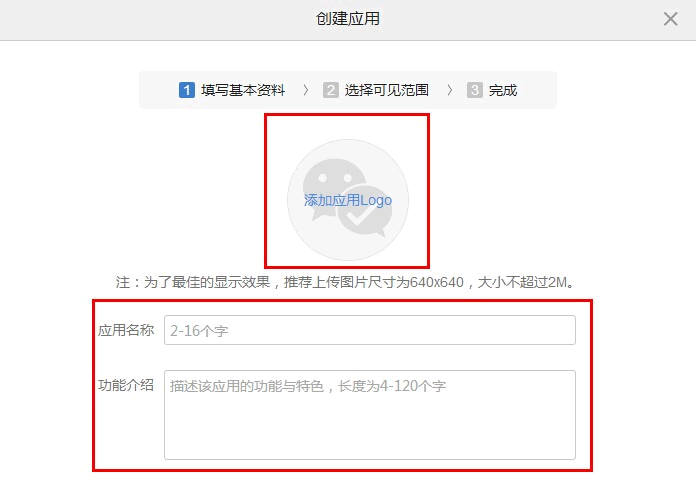 创建应用
1 填写基本资料 > 2 选择可见范围 > 3 完成
添加应用Logo
注：为了最佳的显示效果，推荐上传图片尺寸为640x640，大小不超过2M。
应用名称 2-16个字
功能介绍 描述该应用的功能与特色，长度为4-120个字